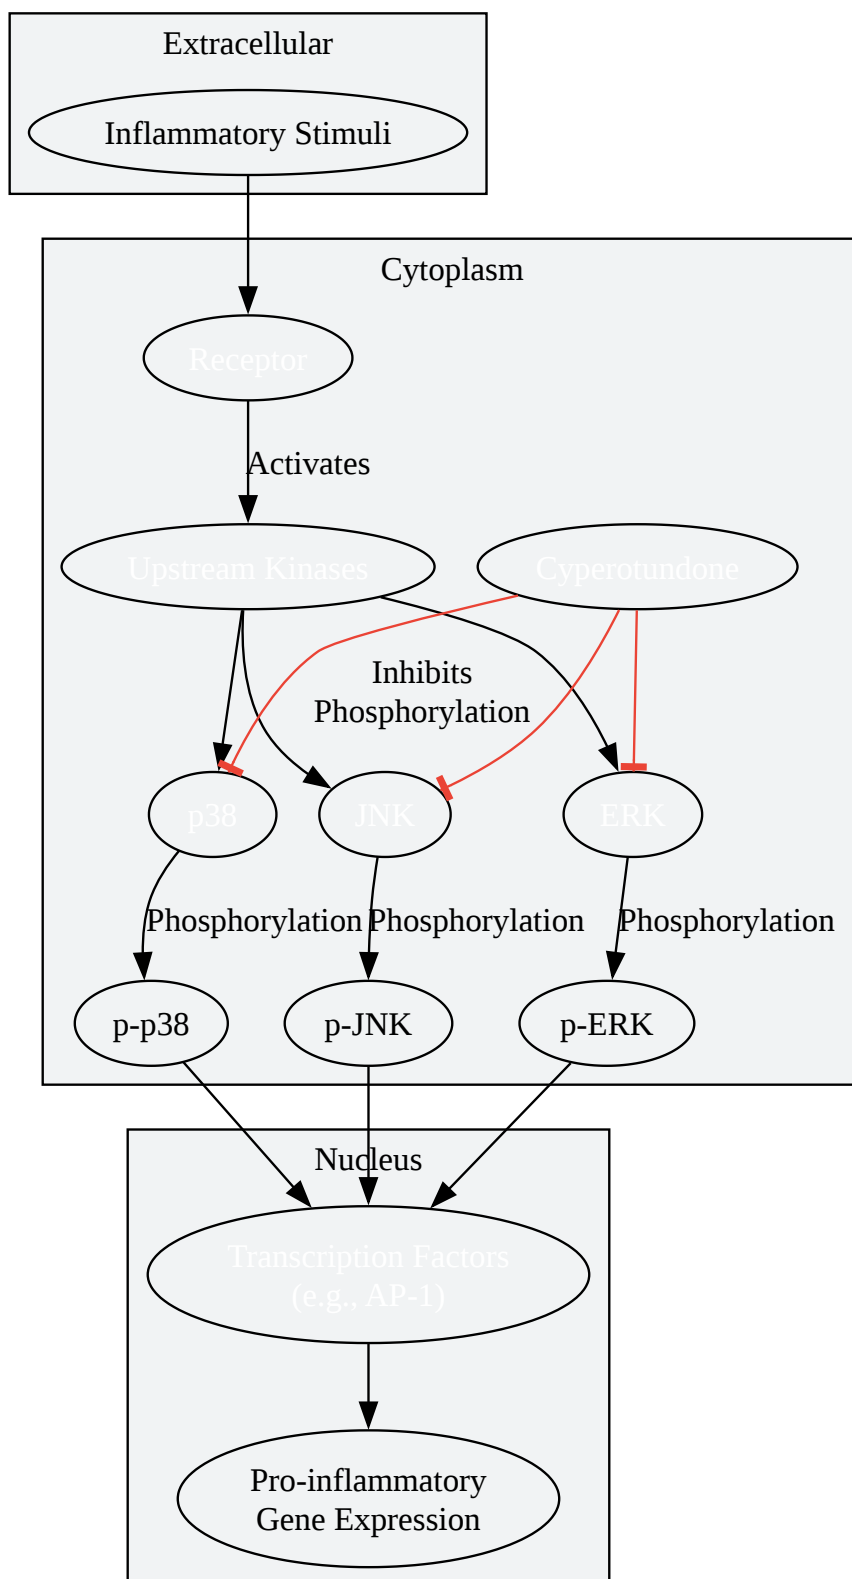 Extracellular
Inflammatory Stimuli
Cytoplasm
Receptor
Activates
Upstream Kinases
Cyperotundone
Inhibits
Phosphorylation
p38
JNK
ERK
Phosphorylation
Phosphorylation
Phosphorylation
p-p38
p-JNK
p-ERK
Nucleus
Transcription Factors
(e.g., AP-1)
Pro-inflammatory
Gene Expression